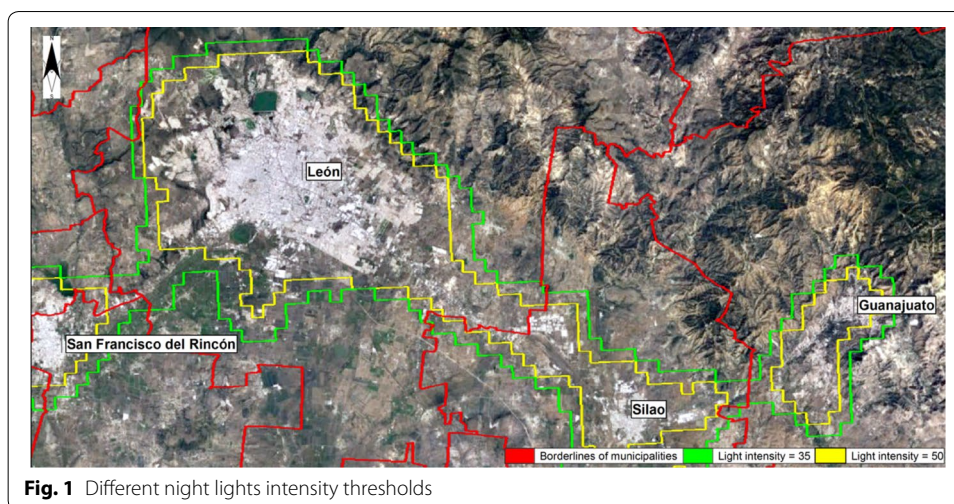 León
Guanajuato
San Francisco del Rincón
Silao
Borderlines of municipalities Light intensity = 35 Light intensity = 50
Fig. 1 Different night lights intensity thresholds